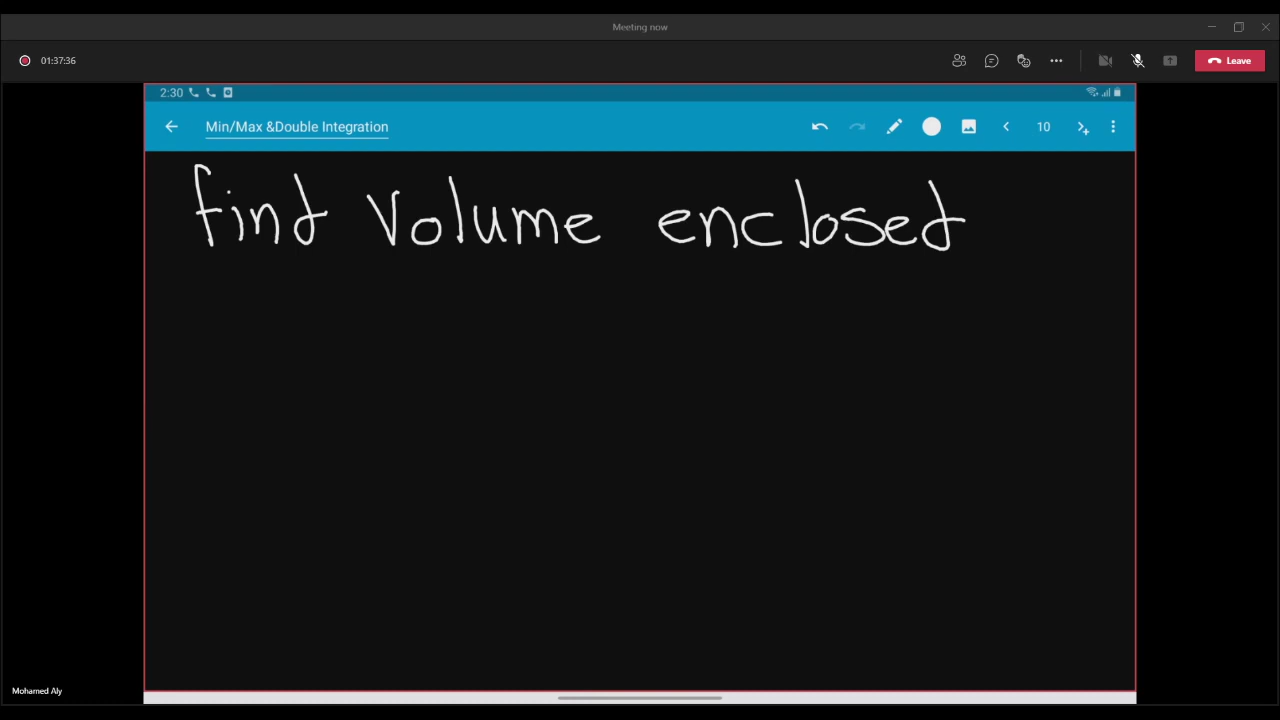 Meeting now
01:37:36
Leave
2:30
Min/Max &Double Integration
10
find Volume enclosed
Mohamed Aly